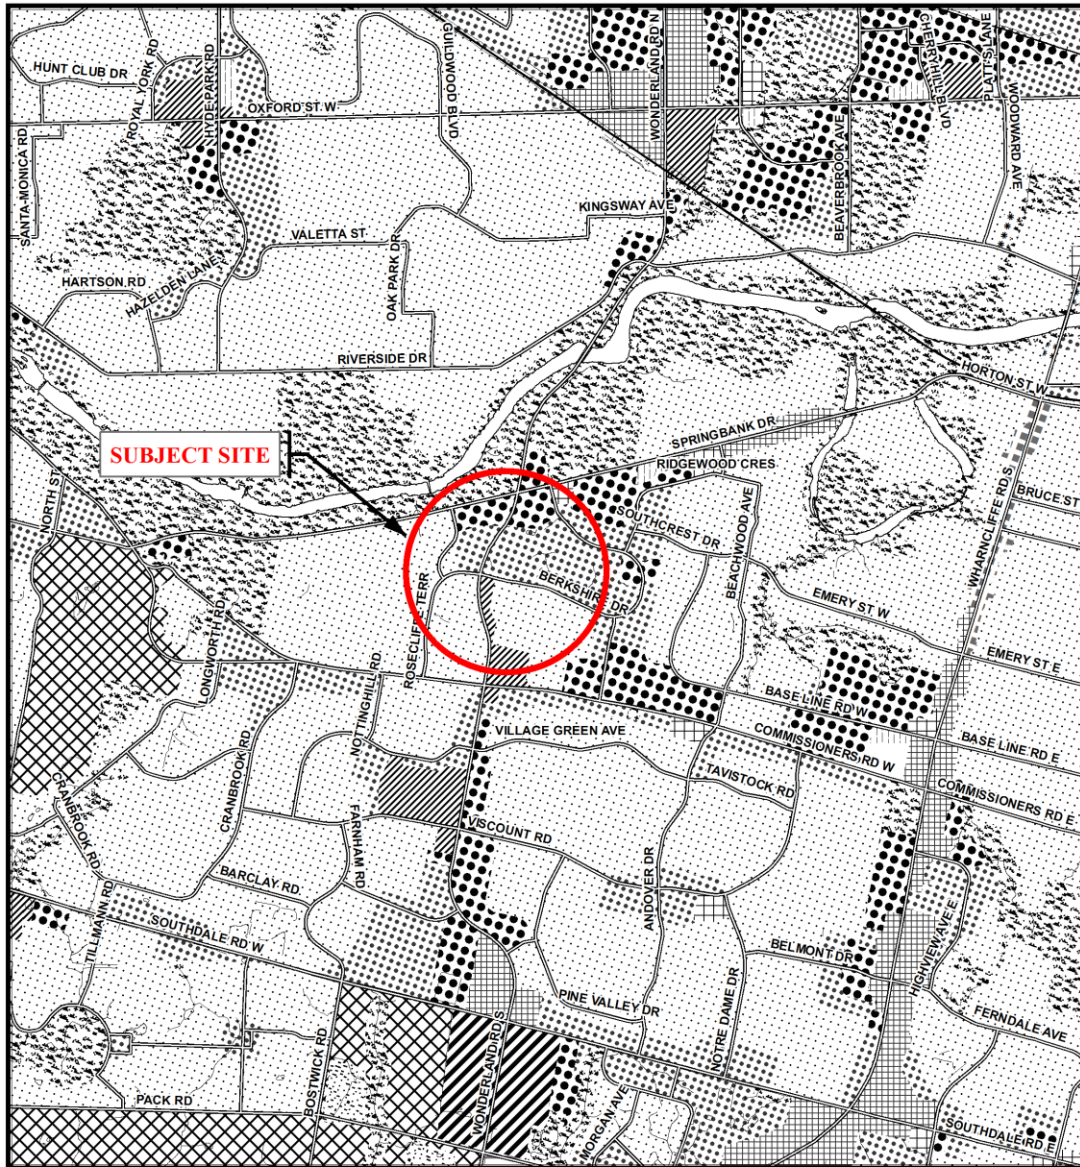 HUNT CLUB DR
ROYAL YORK RD
HYDE PARK RD
OXFORD ST W
GUILDWOOD BLVD
WONDERLAND RD N
CHERRYHILL BLVD
PLATT'S LANE
WOODWARD AVE
BEAVERBROOK AVE
SANTA MONICA RD
KINGSWAY AVE
VALETTA ST
OAK PARK DR
HARTSON RD
HAZELDEN LANE
RIVERSIDE DR
HORTON ST W
SPRINGBANK DR
SUBJECT SITE
RIDGEWOOD CRES
NORTH ST
SOUTHCREST DR
BEACHWOOD AVE
WHARNCLIFFE RD S
BRUCE ST
BERKSHIRE DR
ROSECLIFFE TERR
EMERY ST W
EMERY ST E
LONGWORTH RD
NOTTINGHILL RD
BASE LINE RD W
BASE LINE RD E
VILLAGE GREEN AVE
COMMISSIONERS RD W
COMMISSIONERS RD E
CRANBROOK RD
CRANBROOK RD
TAVISTOCK RD
FARNHAM RD
VISCOUNT RD
BARCLAY RD
ANDOVER DR
TILLMANN RD
SOUTHDALE RD W
BELMONT DR
HIGHVIEW AVE E
PINE VALLEY DR
NOTRE DAME DR
FERNDALE AVE
BOSTWICK RD
WONDERLAND RD S
PACK RD
MORGAN AVE
SOUTHDALE RD E